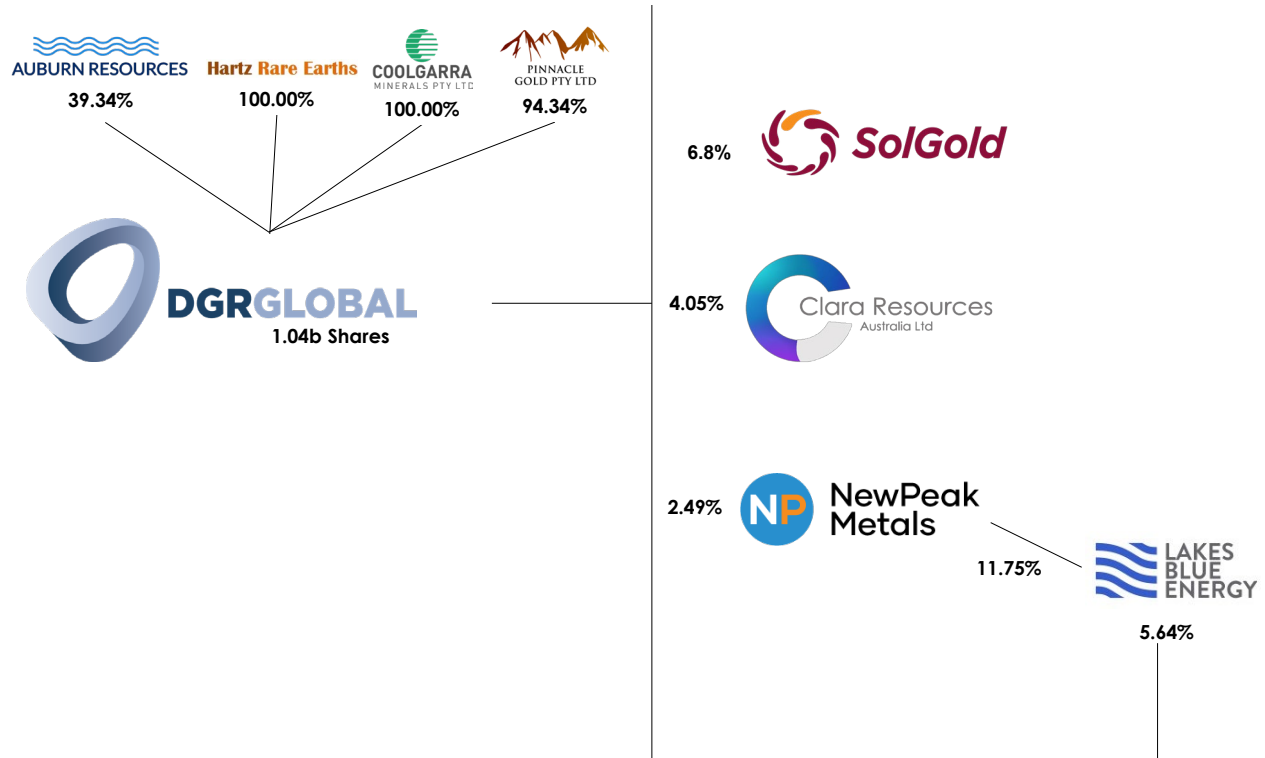 AUBURN RESOURCES
39.34%
Hartz Rare Earths
100.00%
COOLGARRA
MINERALS PTY LTD
100.00%
PINNACLE
GOLD PTY LTD
94.34%
DGRGLOBAL
1.04b Shares
6.8%
SolGold
4.05%
Clara Resources
Australia Ltd
2.49%
NP
NewPeak
Metals
11.75%
LAKES
BLUE
ENERGY
5.64%